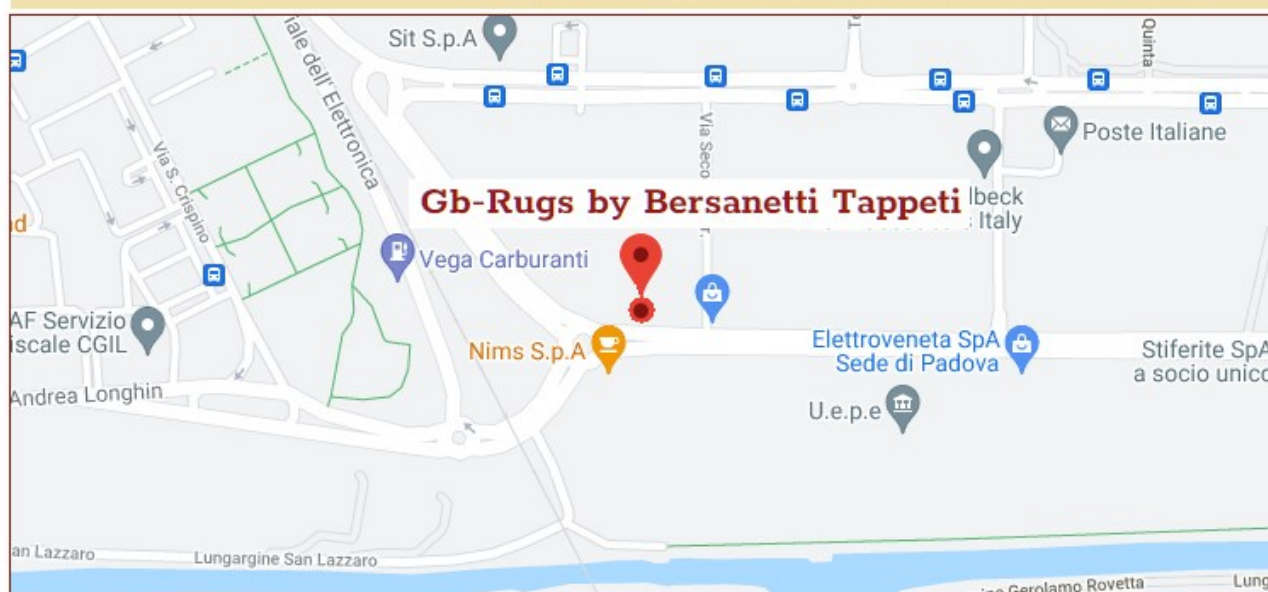 Sit S.p.A
Quinta
iale dell' Elettronica
Poste Italiane
Via S. Crispino
Via Seco
Gb-Rugs by Bersanetti Tappeti
lbeck
Italy
Vega Carburanti
AF Servizio
iscale CGIL
Nims S.p.A
Elettroveneta SpA
Sede di Padova
Stiferite SpA
a socio unico
Andrea Longhin
U.e.p.e
an Lazzaro
Lungargine San Lazzaro
Gerolamo Rovetta
Lung